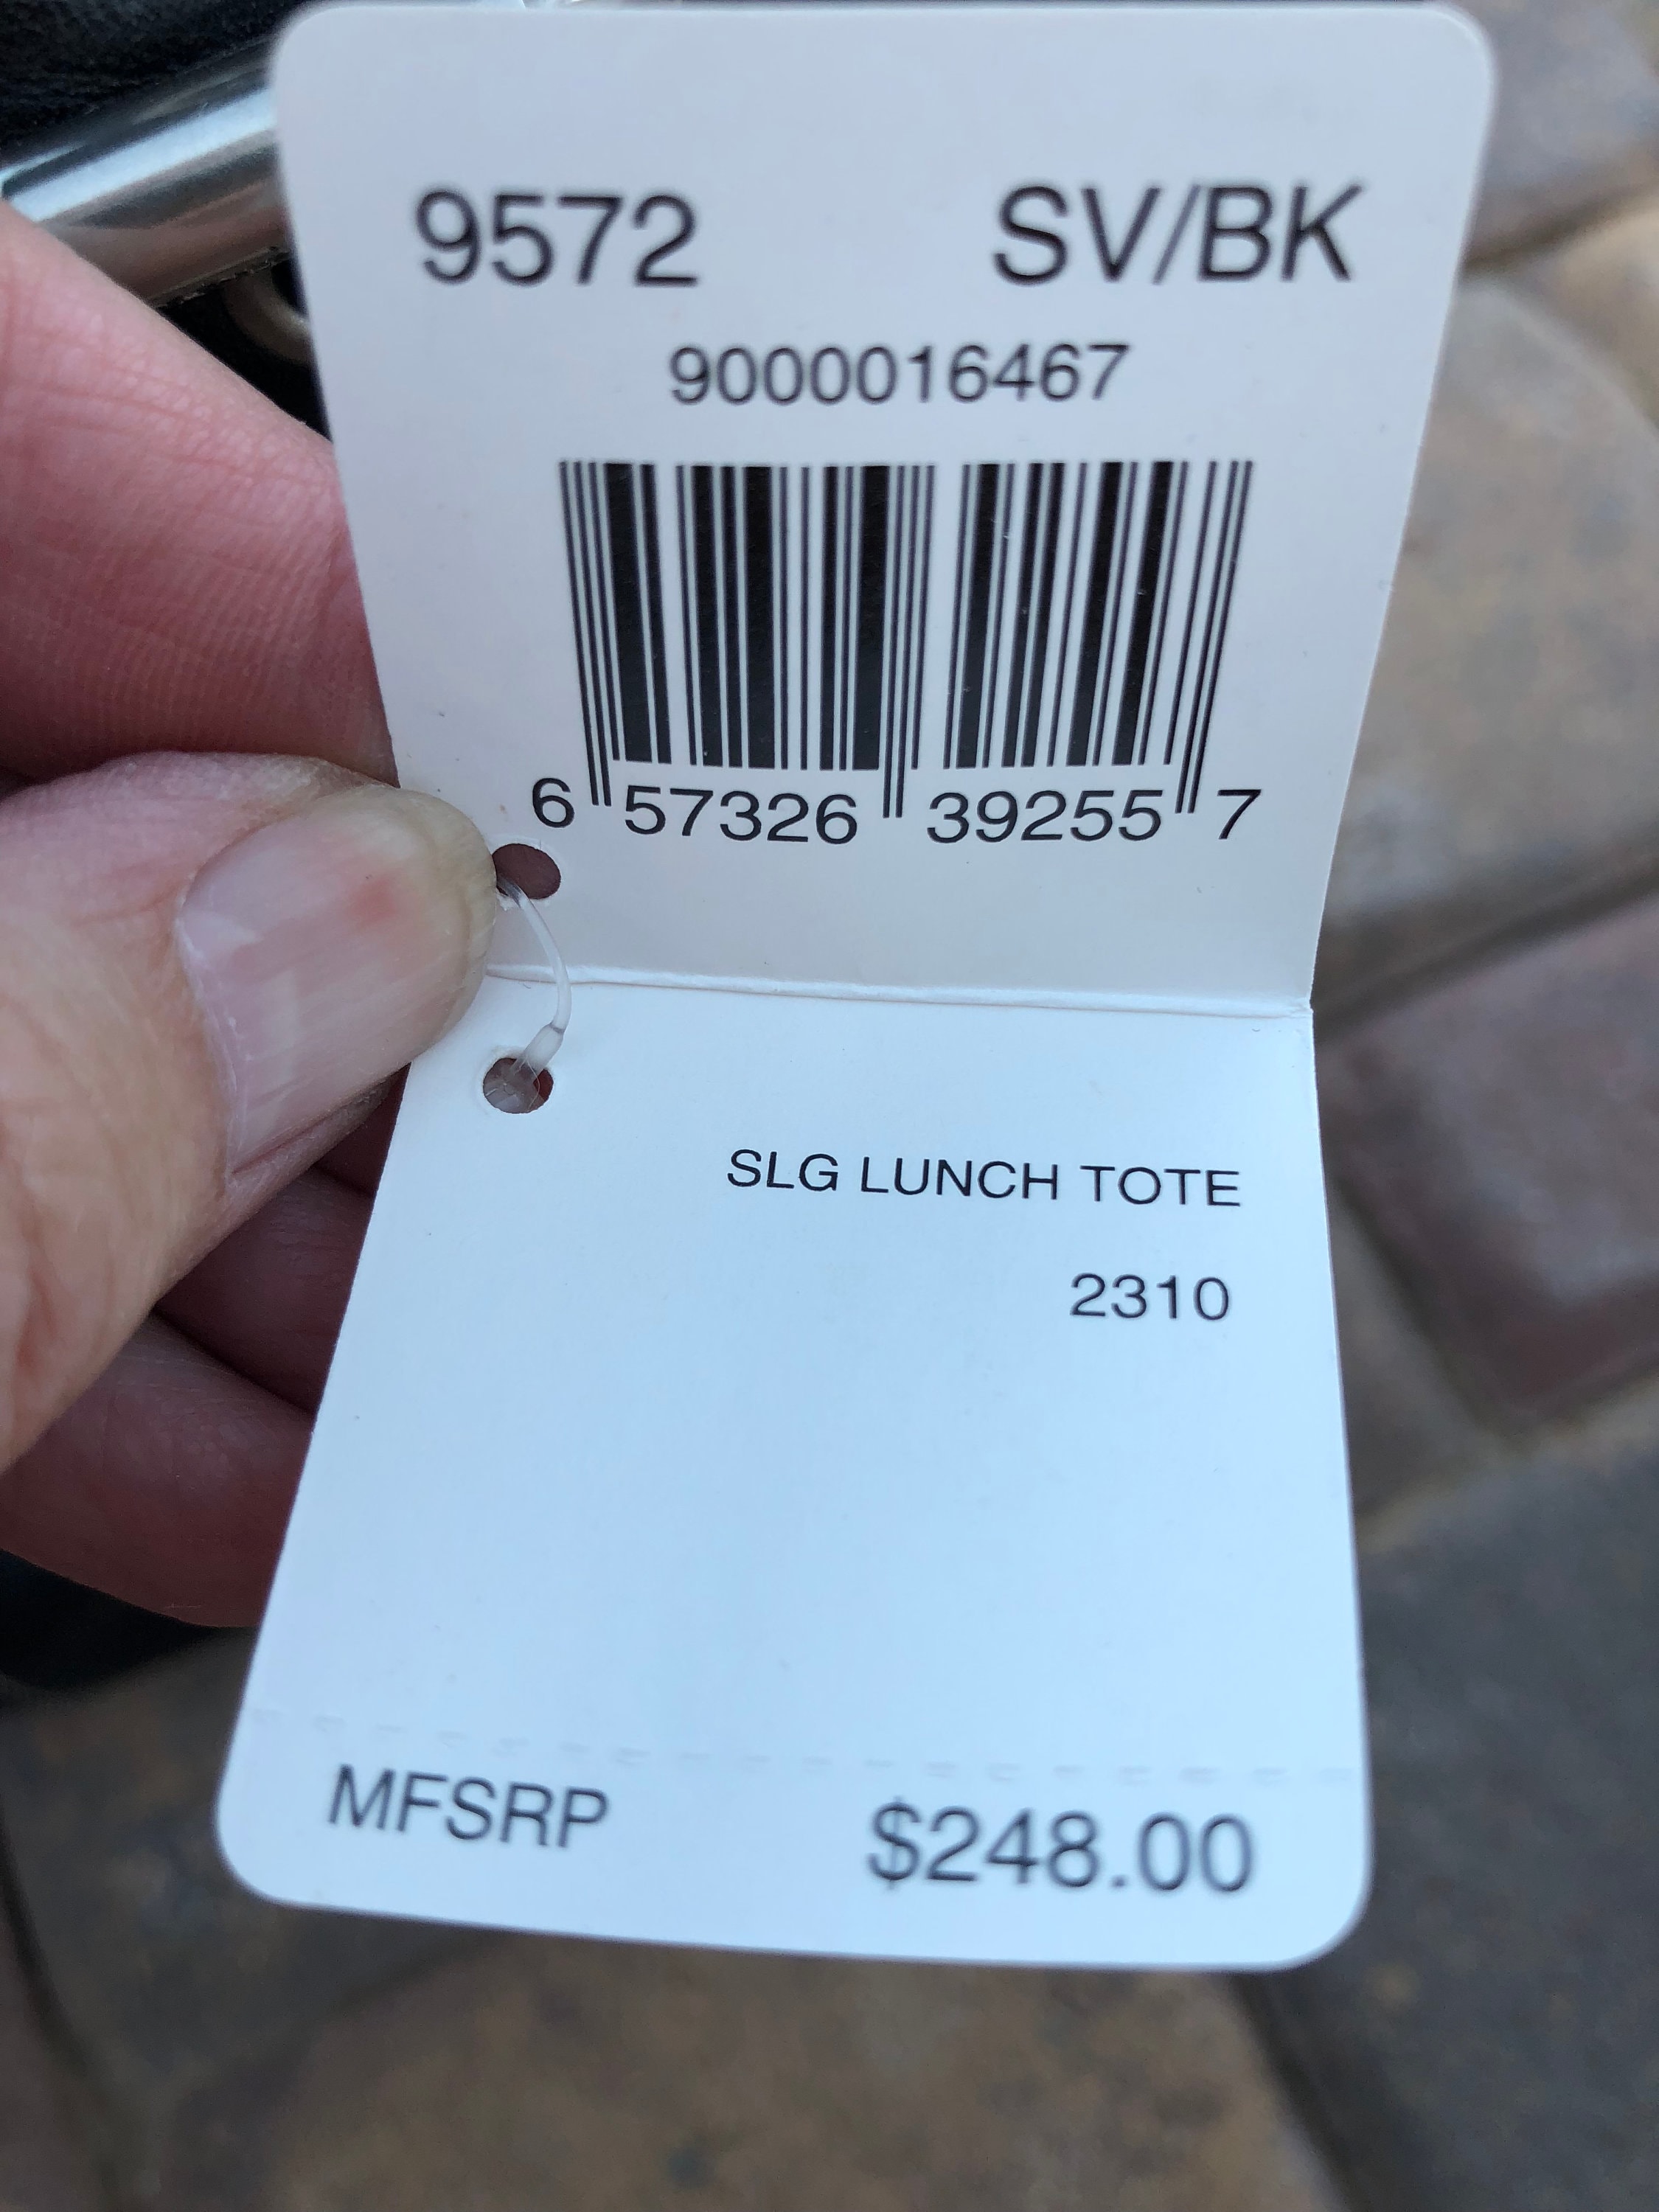 9572 SV/BK
9000016467
6 57326 39255 7
SLG LUNCH TOTE
2310
MFSRP $248.00